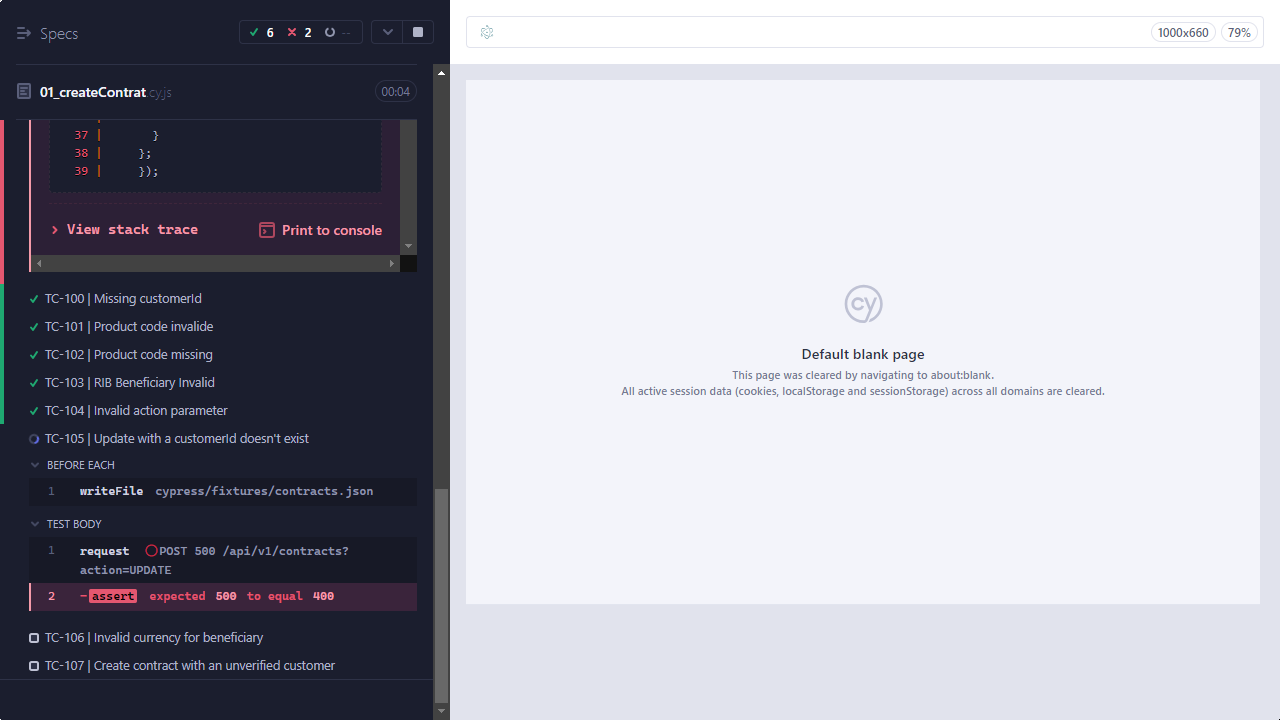 Specs
6
2
--
1000x660
79%
01_createContrat.cy.js
00:04
37 | }
38 | };
39 | });
> View stack trace
Print to console
TC-100 | Missing customerId
TC-101 | Product code invalide
TC-102 | Product code missing
TC-103 | RIB Beneficiary Invalid
TC-104 | Invalid action parameter
TC-105 | Update with a customerId doesn't exist
BEFORE EACH
1 writeFile cypress/fixtures/contracts.json
TEST BODY
1 request POST 500 /api/v1/contracts?
action=UPDATE
2 -assert expected 500 to equal 400
TC-106 | Invalid currency for beneficiary
TC-107 | Create contract with an unverified customer
cy
Default blank page
This page was cleared by navigating to about:blank.
All active session data (cookies, localStorage and sessionStorage) across all domains are cleared.